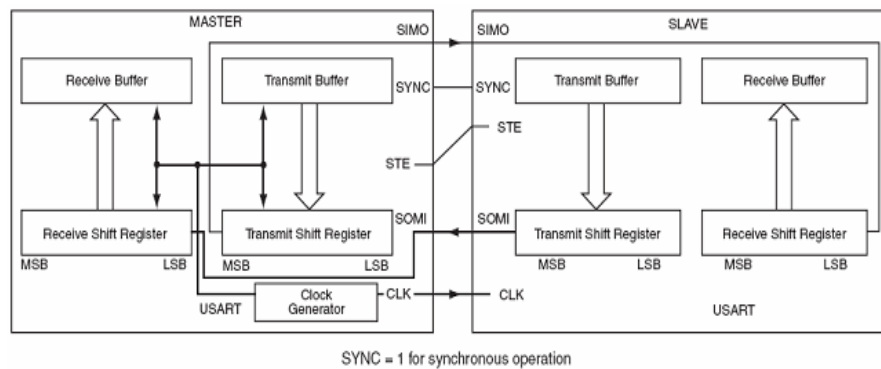 MASTER
SLAVE
SIMO
SIMO
Receive Buffer
Transmit Buffer
SYNC
SYNC
Transmit Buffer
Receive Buffer
STE
STE
SOMI
SOMI
Receive Shift Register
Transmit Shift Register
Transmit Shift Register
Receive Shift Register
MSB
LSB
MSB
LSB
MSB
LSB
MSB
LSB
USART
Clock
Generator
CLK
CLK
USART
SYNC = 1 for synchronous operation